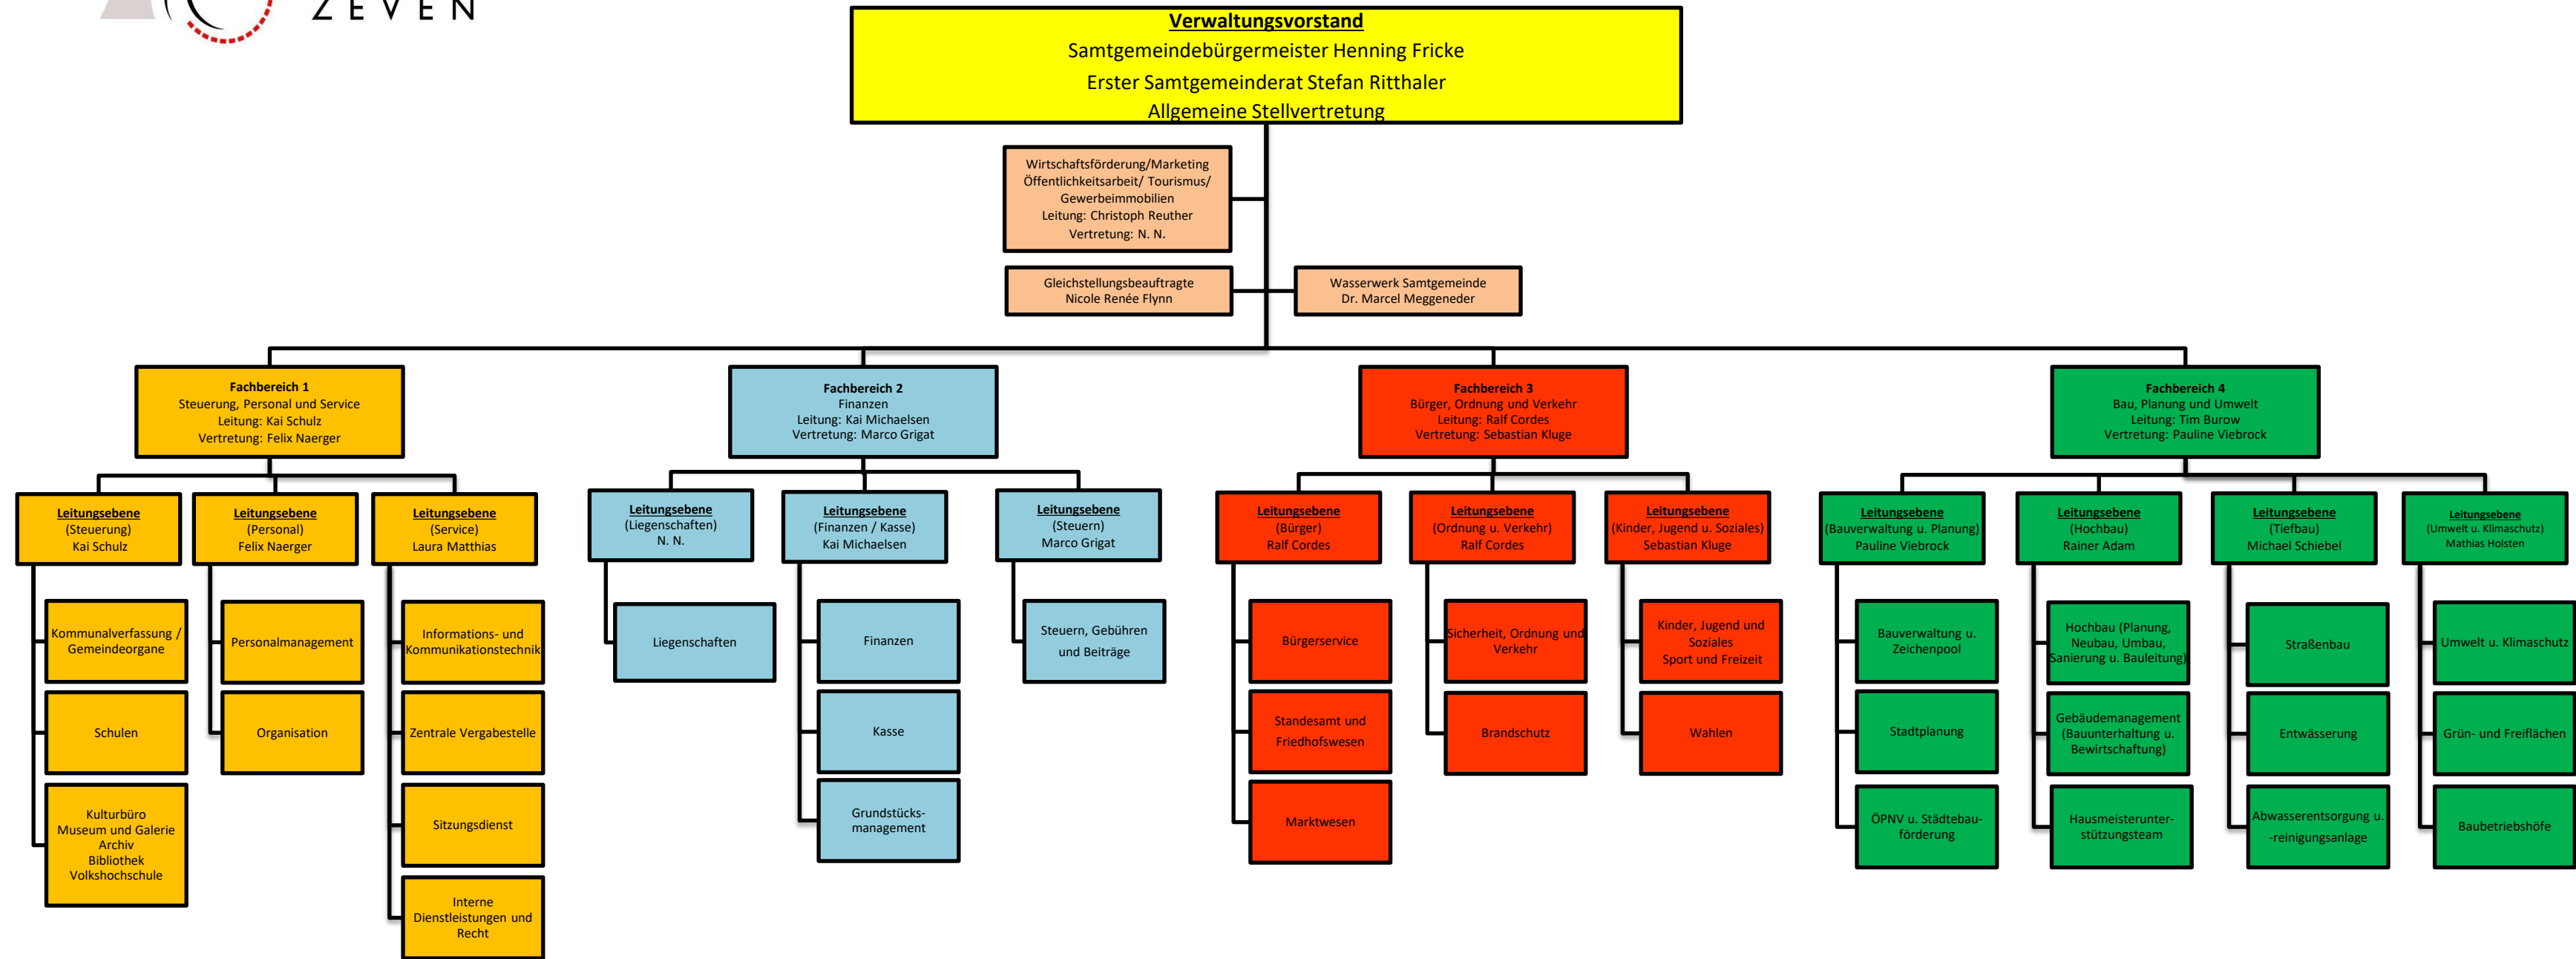 ZEVEN
Verwaltungsvorstand
Samtgemeindebürgermeister Henning Fricke
Erster Samtgemeinderat Stefan Ritthaler
Allgemeine Stellvertretung
Wirtschaftsförderung/Marketing
Öffentlichkeitsarbeit/ Tourismus/
Gewerbeimmobilien
Leitung: Christoph Reuther
Vertretung: N. N.
Gleichstellungsbeauftragte
Nicole Renée Flynn
Wasserwerk Samtgemeinde
Dr. Marcel Meggeneder
Fachbereich 1
Steuerung, Personal und Service
Leitung: Kai Schulz
Vertretung: Felix Naerger
Fachbereich 2
Finanzen
Leitung: Kai Michaelsen
Vertretung: Marco Grigat
Fachbereich 3
Bürger, Ordnung und Verkehr
Leitung: Ralf Cordes
Vertretung: Sebastian Kluge
Fachbereich 4
Bau, Planung und Umwelt
Leitung: Tim Burow
Vertretung: Pauline Viebrock
Leitungsebene
(Steuerung)
Kai Schulz
Leitungsebene
(Personal)
Felix Naerger
Leitungsebene
(Service)
Laura Matthias
Leitungsebene
(Liegenschaften)
N. N.
Leitungsebene
(Finanzen / Kasse)
Kai Michaelsen
Leitungsebene
(Steuern)
Marco Grigat
Leitungsebene
(Bürger)
Ralf Cordes
Leitungsebene
(Ordnung u. Verkehr)
Ralf Cordes
Leitungsebene
(Kinder, Jugend u. Soziales)
Sebastian Kluge
Leitungsebene
(Bauverwaltung u. Planung)
Pauline Viebrock
Leitungsebene
(Hochbau)
Rainer Adam
Leitungsebene
(Tiefbau)
Michael Schiebel
Leitungsebene
(Umwelt u. Klimaschutz)
Mathias Holsten
Kommunalverfassung /
Gemeindeorgane
Schulen
Kulturbüro
Museum und Galerie
Archiv
Bibliothek
Volkshochschule
Personalmanagement
Organisation
Informations- und
Kommunikationstechnik
Zentrale Vergabestelle
Sitzungsdienst
Interne
Dienstleistungen und
Recht
Liegenschaften
Finanzen
Kasse
Grundstücks-
management
Steuern, Gebühren
und Beiträge
Bürgerservice
Standesamt und
Friedhofswesen
Marktwesen
Sicherheit, Ordnung und
Verkehr
Brandschutz
Kinder, Jugend und
Soziales
Sport und Freizeit
Wahlen
Bauverwaltung u.
Zeichenpool
Stadtplanung
ÖPNV u. Städtebau-
förderung
Hochbau (Planung,
Neubau, Umbau,
Sanierung u. Bauleitung)
Gebäudemanagement
(Bauunterhaltung u.
Bewirtschaftung)
Hausmeisterunter-
stützungsteam
Straßenbau
Entwässerung
Abwasserentsorgung u.
-reinigungsanlage
Umwelt u. Klimaschutz
Grün- und Freiflächen
Baubetriebshöfe